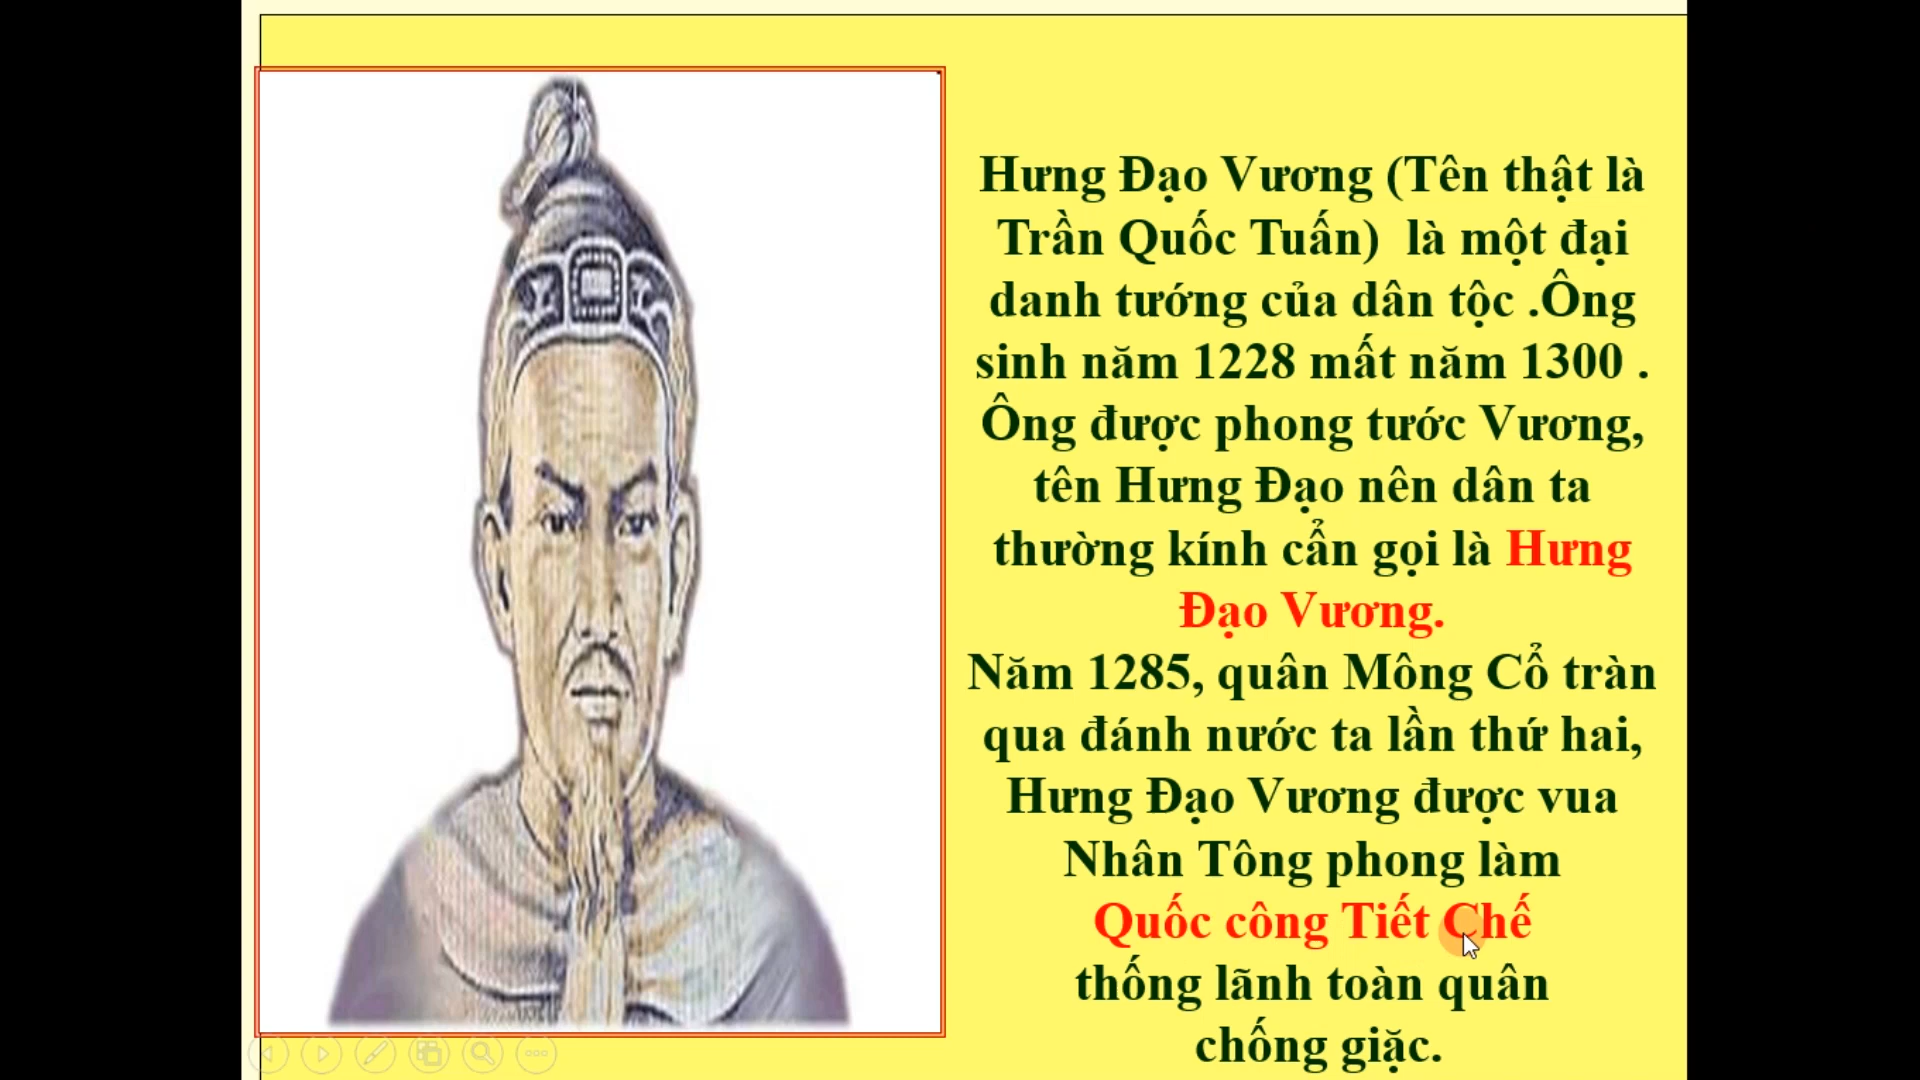 Hưng Đạo Vương (Tên thật là
Trần Quốc Tuấn)  là một đại
danh tướng của dân tộc .Ông
sinh năm 1228 mất năm 1300 .
Ông được phong tước Vương,
tên Hưng Đạo nên dân ta
thường kính cẩn gọi là Hưng
Đạo Vương.
Năm 1285, quân Mông Cổ tràn
qua đánh nước ta lần thứ hai,
Hưng Đạo Vương được vua
Nhân Tông phong làm
Quốc công Tiết Chế
thống lãnh toàn quân
chống giặc.